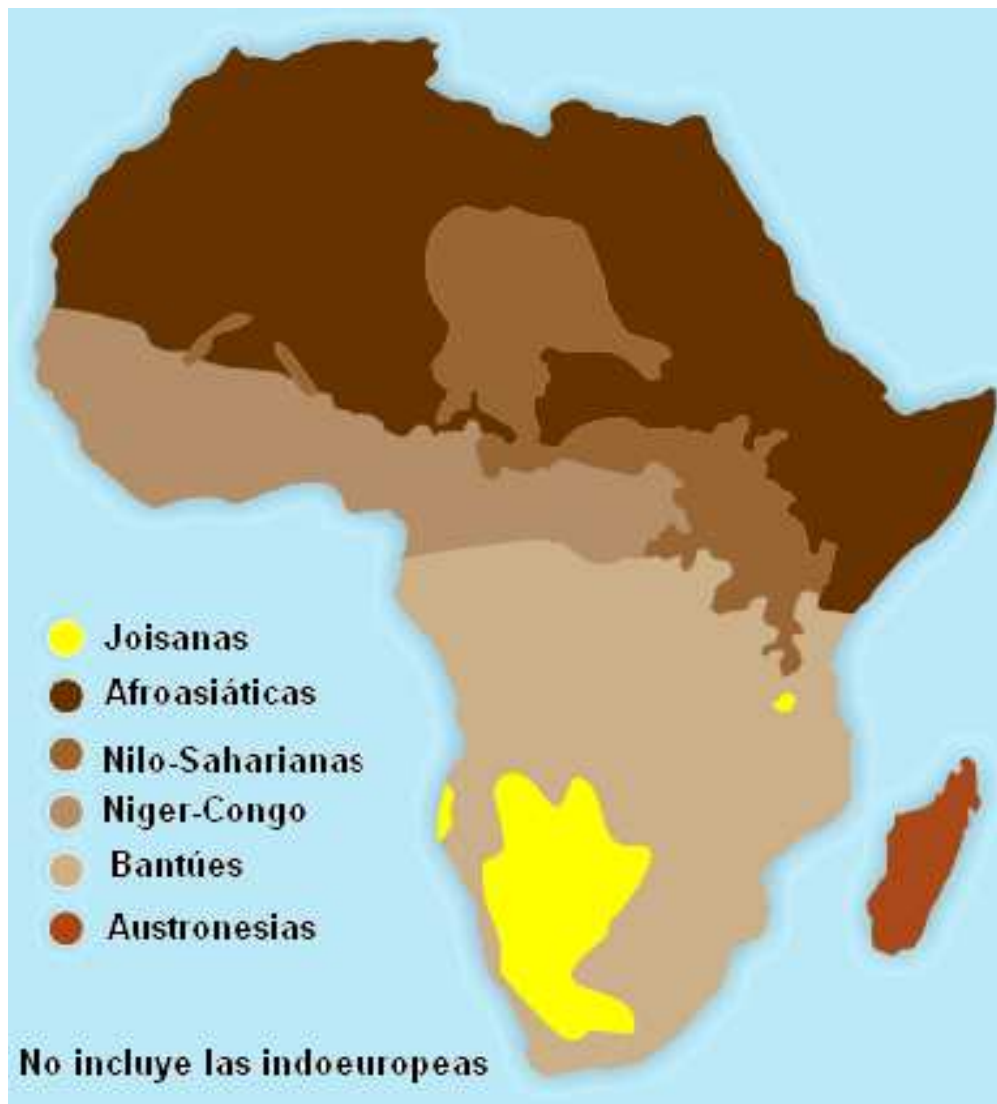 Joisanas
Afroasiáticas
Nilo-Saharianas
Niger-Congo
Bantúes
Austronesias
No incluye las indoeuropeas